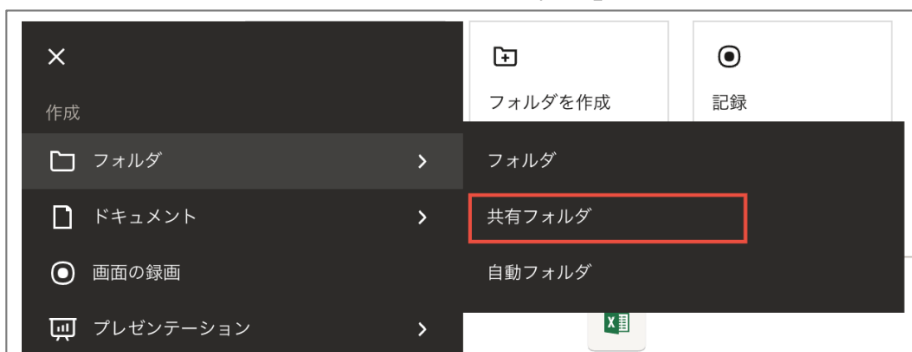 作成
フォルダ
ドキュメント
画面の録画
プレゼンテーション
フォルダを作成
記録
フォルダ
共有フォルダ
自動フォルダ